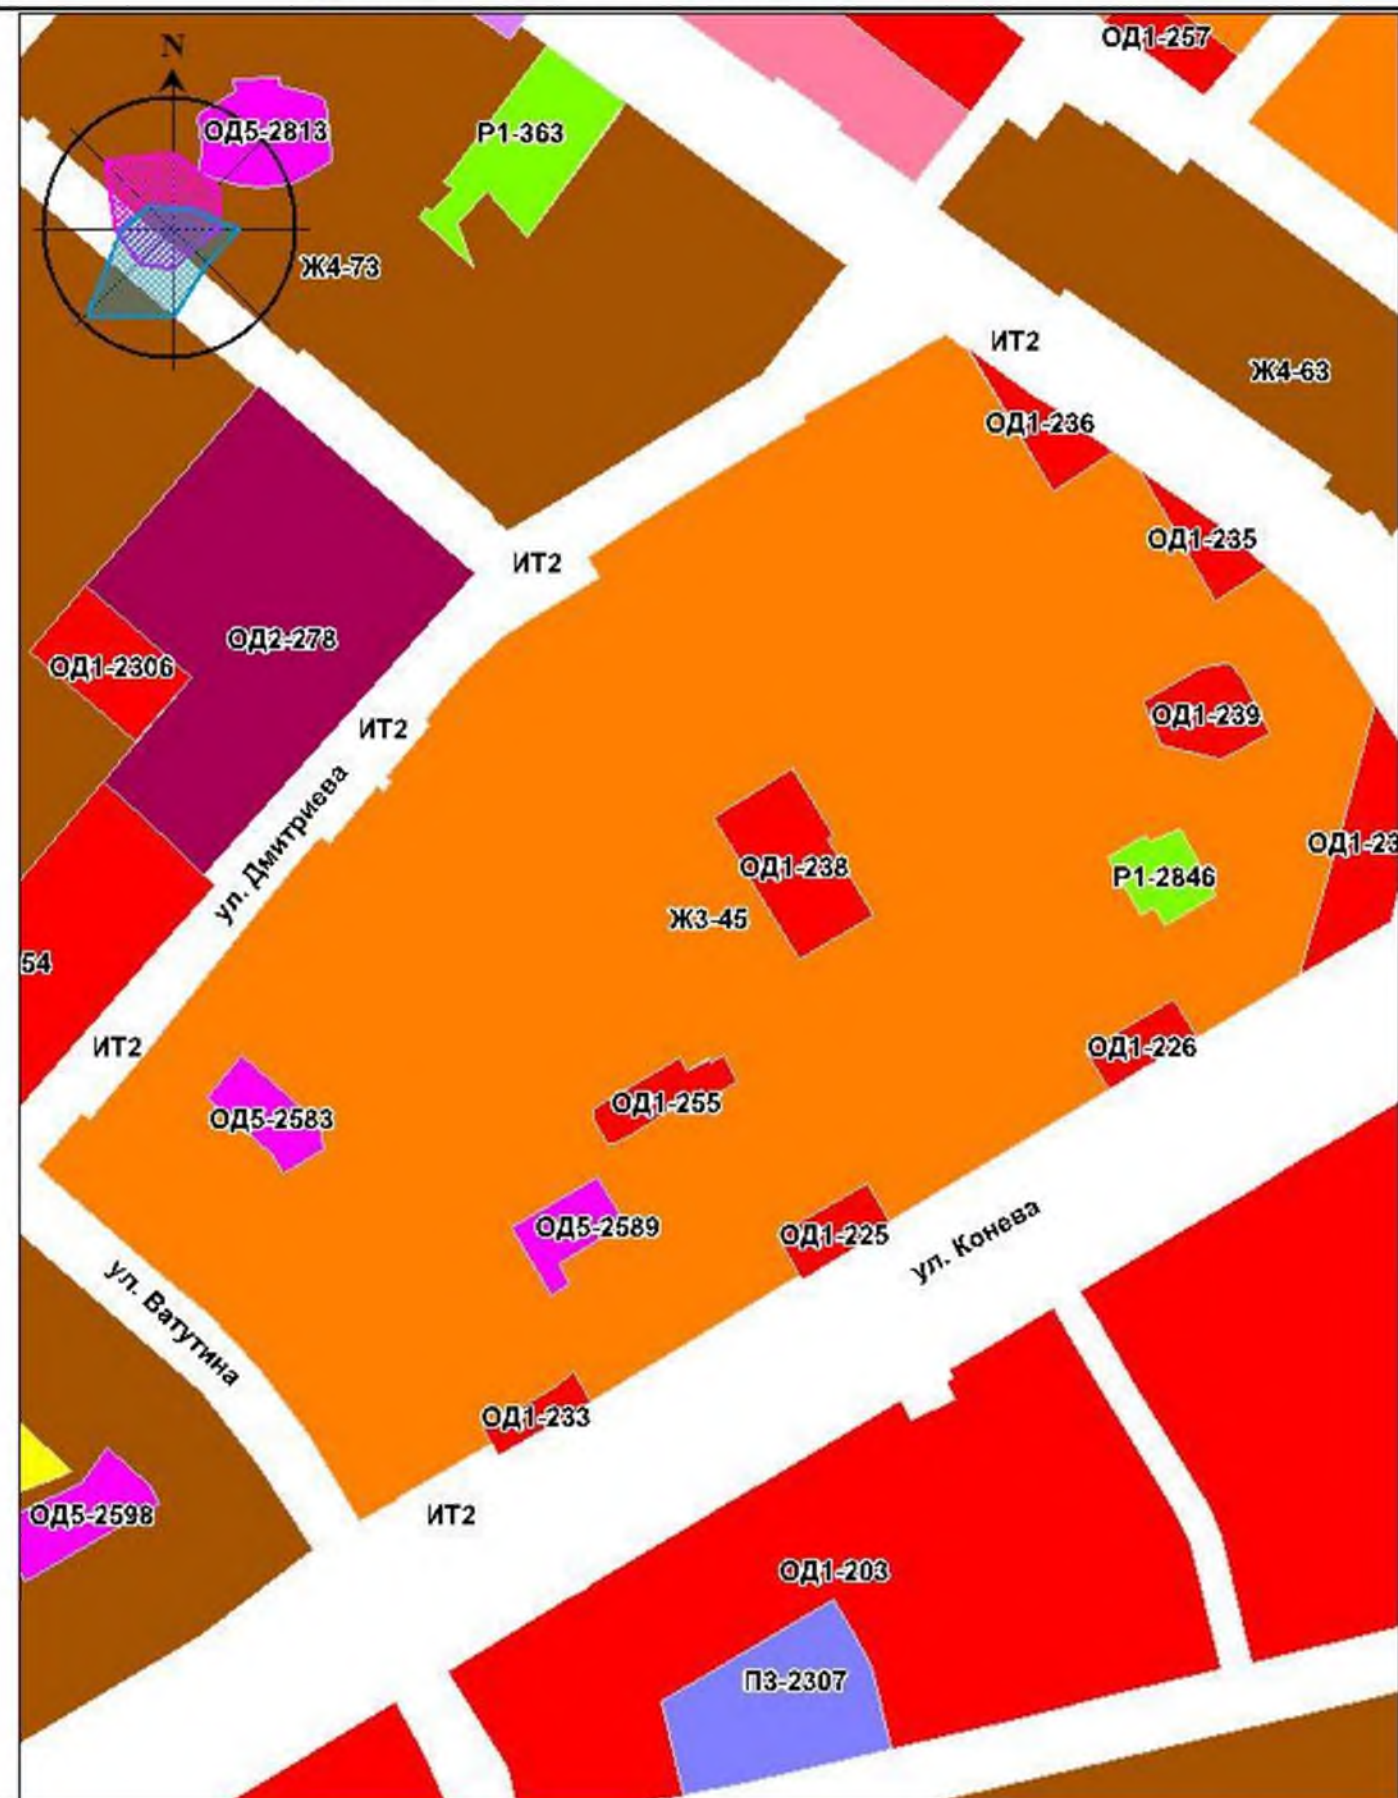 ОД1-257
N
ОД5-2813
Р1-363
Ж4-73
ИТ2
Ж4-63
ОД1-236
ОД1-235
ИТ2
ОД2-278
ОД1-2306
ОД1-239
ИТ2
ул. Дмитриева
ОД1-23
ОД1-238
Р1-2846
Ж3-45
54
ИТ2
ОД1-226
ОД1-255
ОД5-2583
ОД5-2589
ОД1-225
ул. Конева
ул. Ватутина
ОД1-233
ИТ2
ОД5-2598
ОД1-203
П3-2307